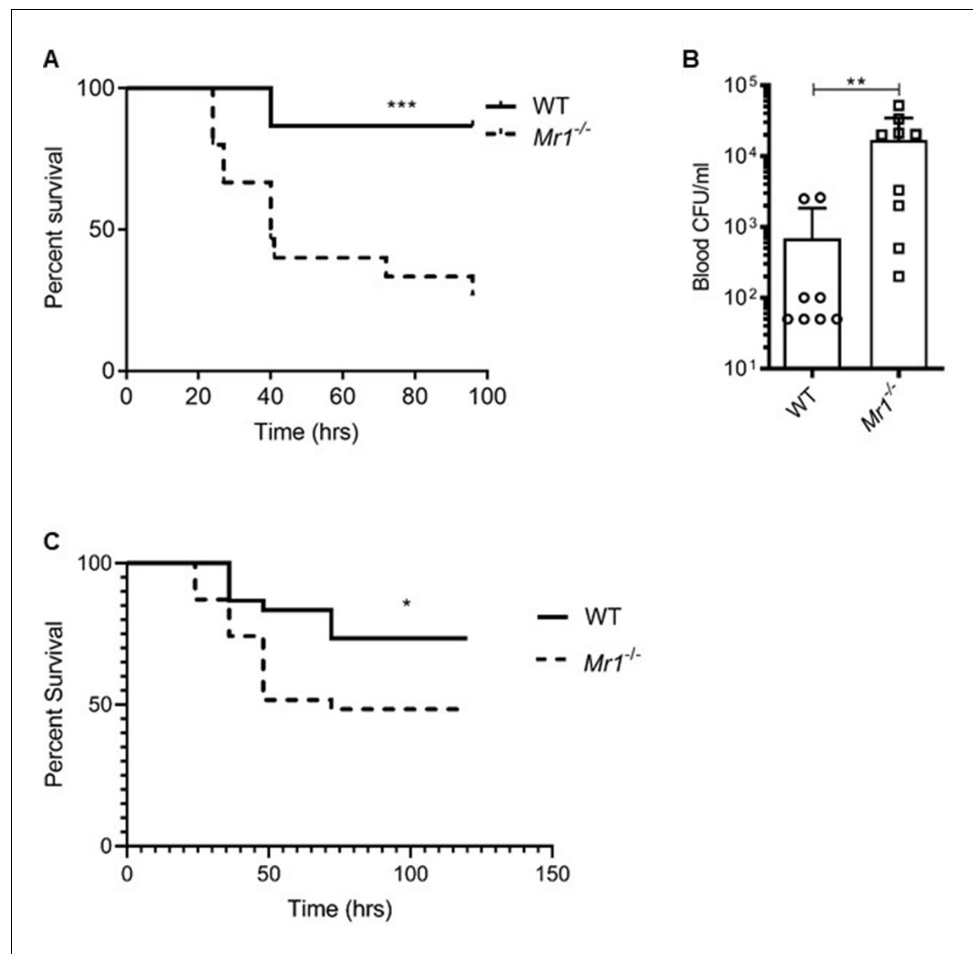 A
100
50
0
Percent survival
0 20 40 60 80 100
Time (hrs)
***
WT
Mr1-/-
B
**
10⁵
10⁴
10³
10²
10¹
Blood CFU/ml
WT
Mr1-/-
C
100
50
0
Percent Survival
0 50 100 150
Time (hrs)
*
WT
Mr1-/-